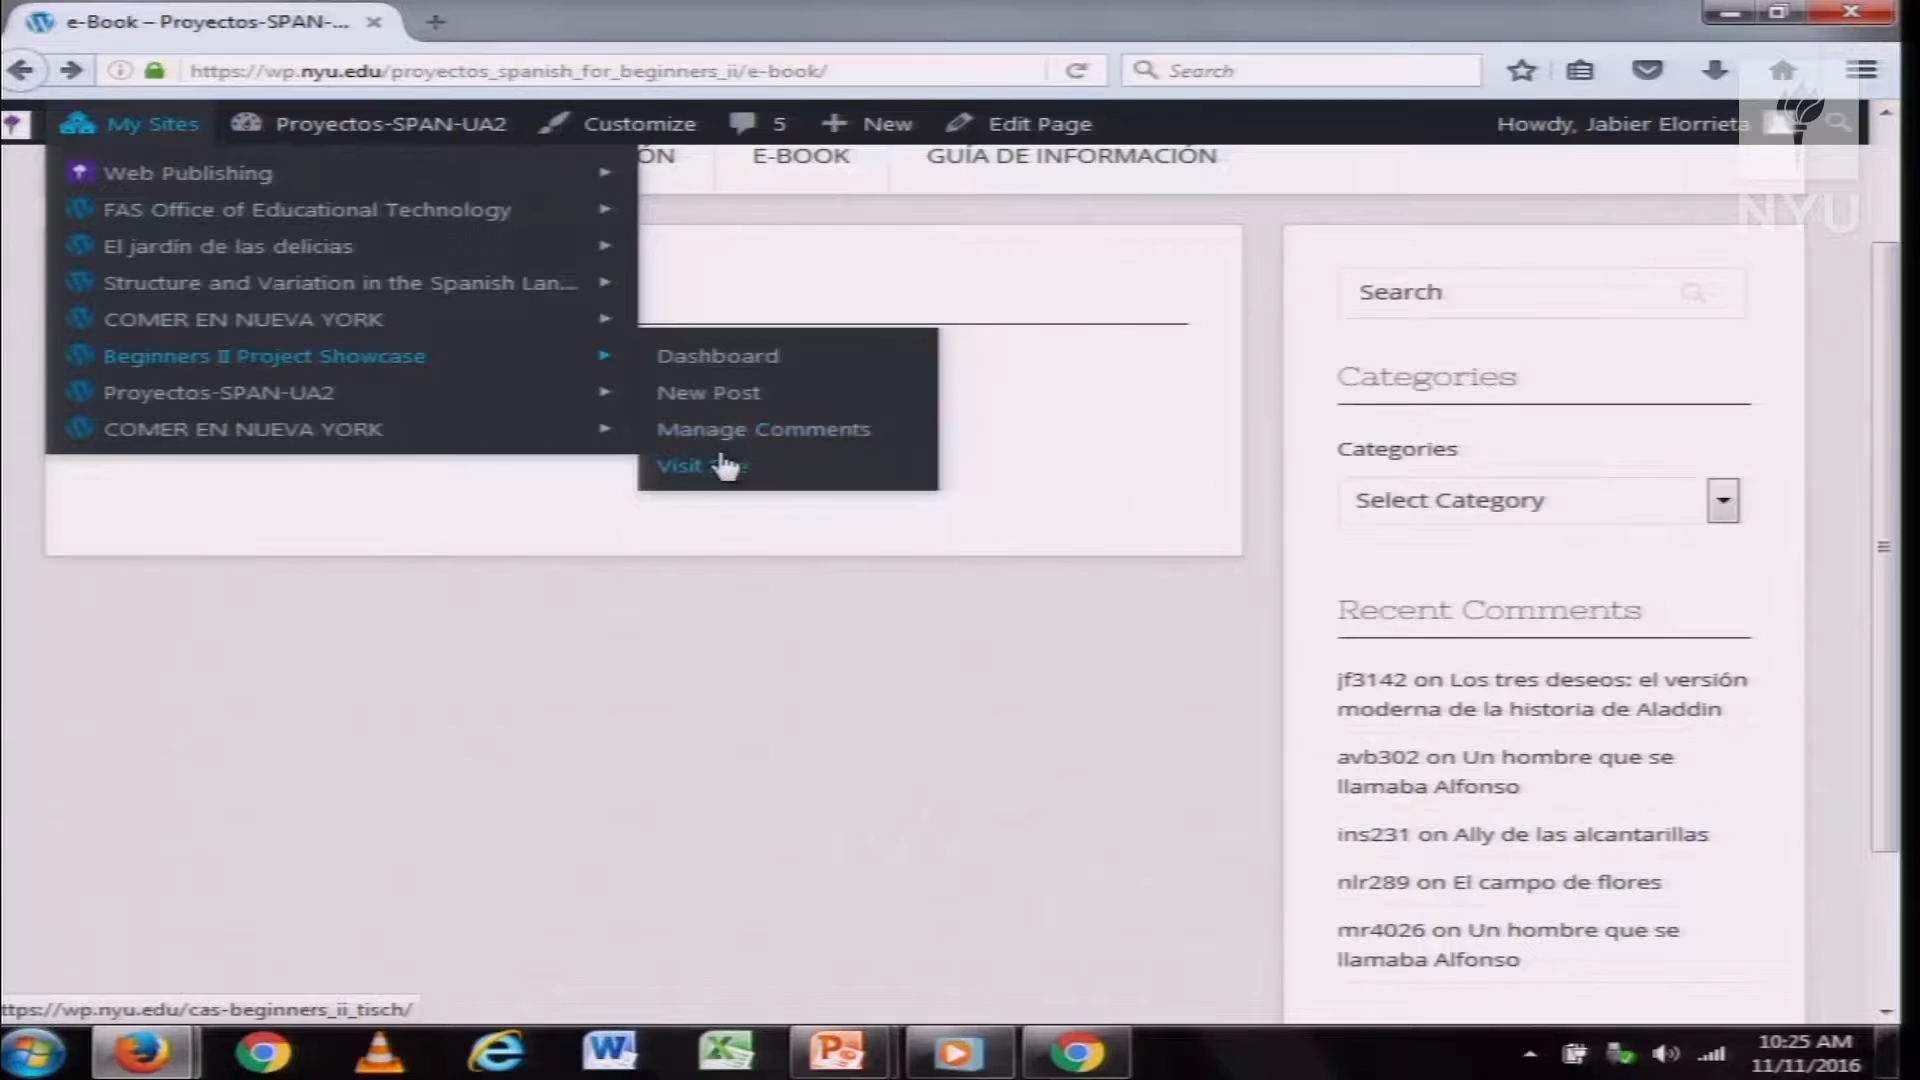 e-Book – Proyectos-SPAN-...
https://wp.nyu.edu/proyectos_spanish_for_beginners_ii/e-book/
Search
My Sites
Proyectos-SPAN-UA2
Customize
5
New
Edit Page
Howdy, Jabier Elorrieta
NYU
ÓN
E-BOOK
GUÍA DE INFORMACIÓN
Web Publishing
FAS Office of Educational Technology
El jardín de las delicias
Structure and Variation in the Spanish Lan...
COMER EN NUEVA YORK
Beginners II Project Showcase
Proyectos-SPAN-UA2
COMER EN NUEVA YORK
Dashboard
New Post
Manage Comments
Visit
Search
Categories
Categories
Select Category
Recent Comments
jf3142 on Los tres deseos: el versión
moderna de la historia de Aladdin
avb302 on Un hombre que se
llamaba Alfonso
ins231 on Ally de las alcantarillas
nlr289 on El campo de flores
mr4026 on Un hombre que se
llamaba Alfonso
ttps://wp.nyu.edu/cas-beginners_ii_tisch/
10:25 AM
11/11/2016